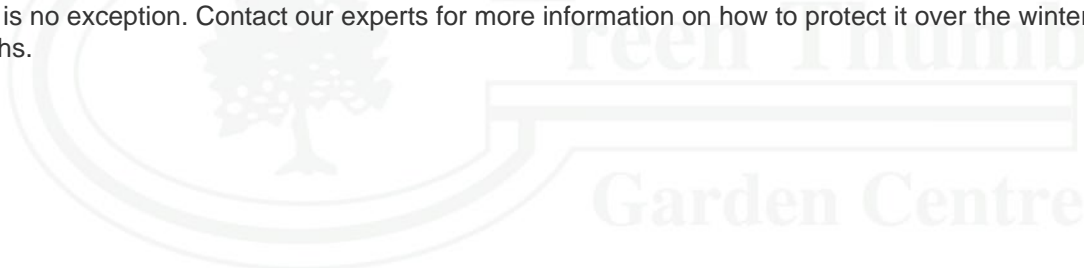 is no exception. Contact our experts for more information on how to protect it over the winter
hs.
reen Thumb
Garden Centre